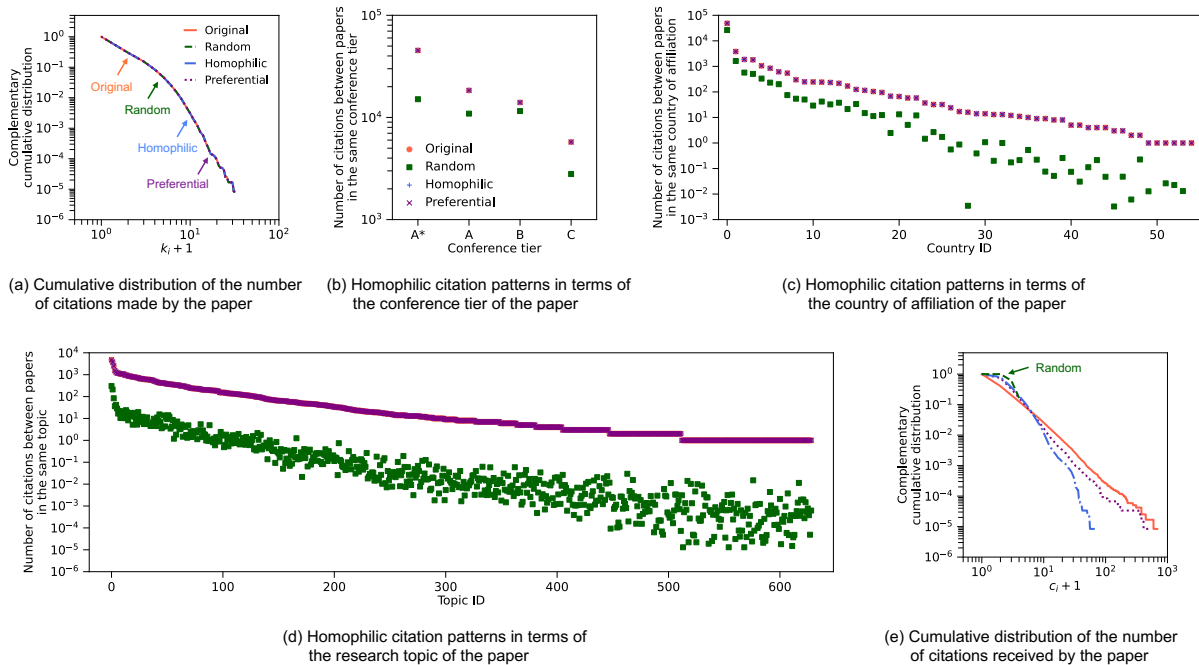 Complementary
cumulative distribution
10^0
10^-1
10^-2
10^-3
10^-4
10^-5
10^-6
10^0
10^1
10^2
k_i + 1
Original
Random
Homophilic
Preferential
Original
Random
Homophilic
Preferential
(a) Cumulative distribution of the number
of citations made by the paper
Number of citations between papers
in the same conference tier
10^5
10^4
10^3
A*
A
B
C
Conference tier
Original
Random
Homophilic
Preferential
(b) Homophilic citation patterns in terms of
the conference tier of the paper
Number of citations between papers
in the same country of affiliation
10^5
10^4
10^3
10^2
10^1
10^0
10^-1
10^-2
10^-3
0
10
20
30
40
50
Country ID
(c) Homophilic citation patterns in terms of
the country of affiliation of the paper
Number of citations between papers
in the same topic
10^4
10^3
10^2
10^1
10^0
10^-1
10^-2
10^-3
10^-4
10^-5
10^-6
0
100
200
300
400
500
600
Topic ID
(d) Homophilic citation patterns in terms of
the research topic of the paper
Complementary
cumulative distribution
10^0
10^-1
10^-2
10^-3
10^-4
10^-5
10^-6
10^0
10^1
10^2
10^3
c_i + 1
Random
(e) Cumulative distribution of the number
of citations received by the paper